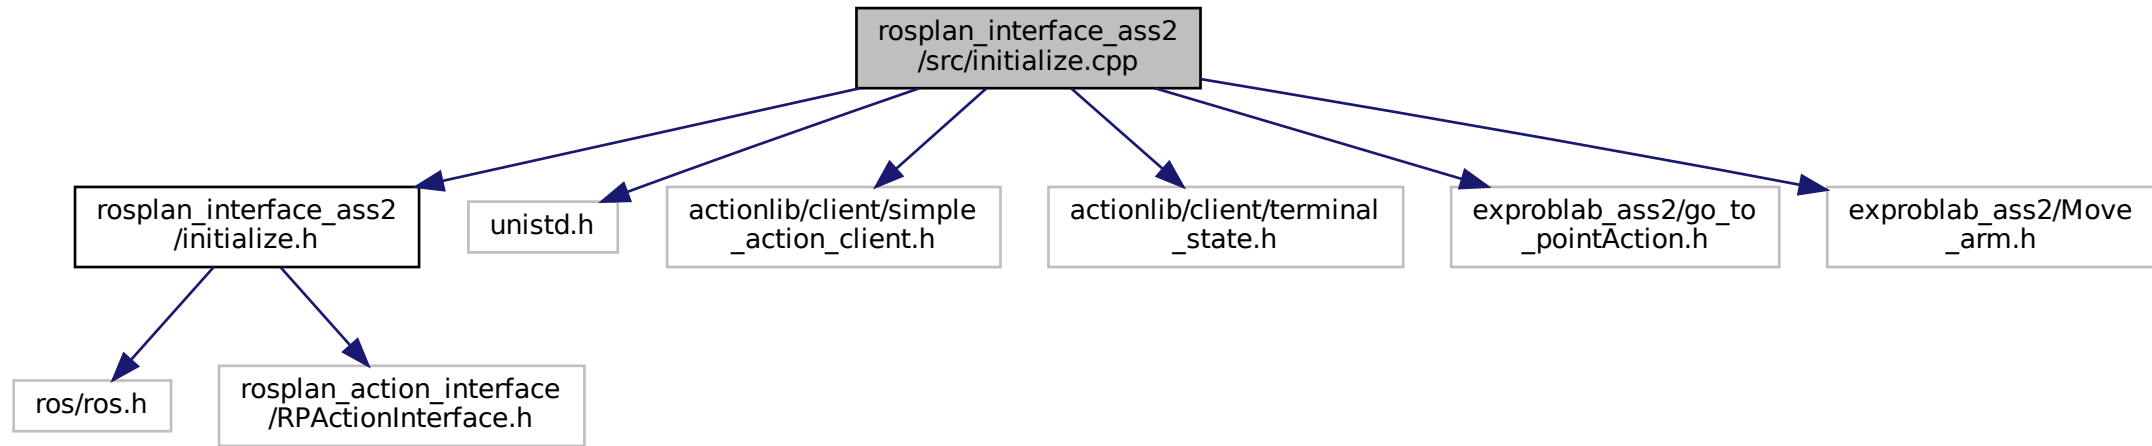 rosplan_interface_ass2
/src/initialize.cpp
rosplan_interface_ass2
/initialize.h
unistd.h
actionlib/client/simple
_action_client.h
actionlib/client/terminal
_state.h
exproblab_ass2/go_to
_pointAction.h
exproblab_ass2/Move
_arm.h
ros/ros.h
rosplan_action_interface
/RPActionInterface.h